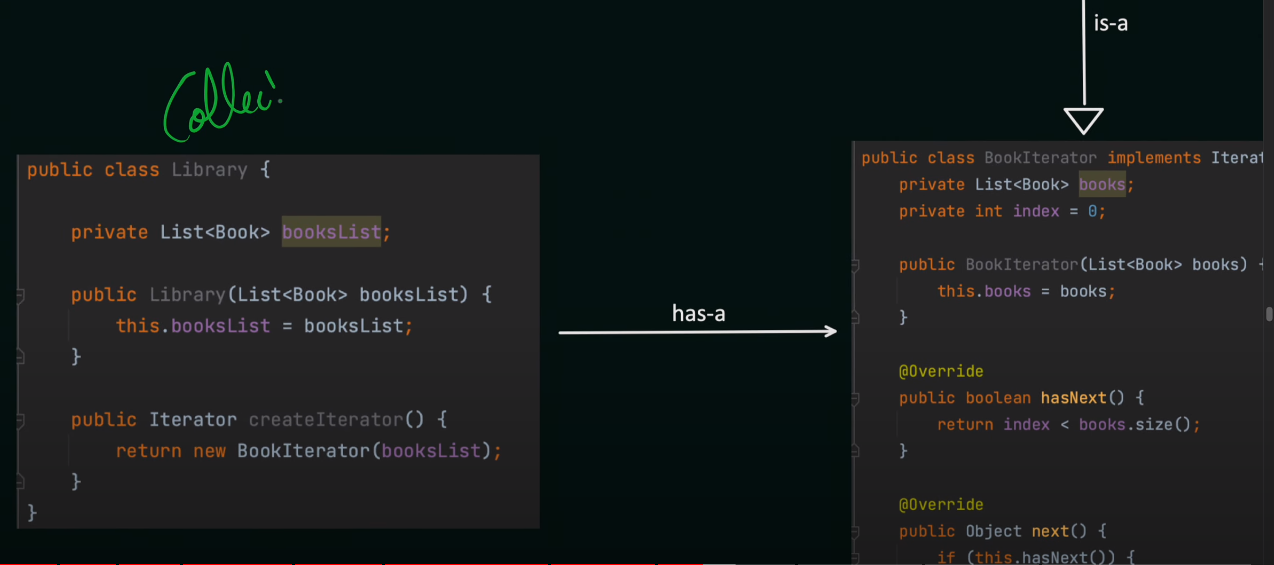 is-a
Collei:
public class Library {
private List<Book> booksList;
public Library(List<Book> booksList) {
this.booksList = booksList;
}
public Iterator createIterator() {
return new BookIterator(booksList);
}
}
has-a
public class BookIterator implements Iterat
private List<Book> books;
private int index = 0;
public BookIterator(List<Book> books) {
this.books = books;
}
@Override
public boolean hasNext() {
return index < books.size();
}
@Override
public Object next() {
if (this.hasNext()) {